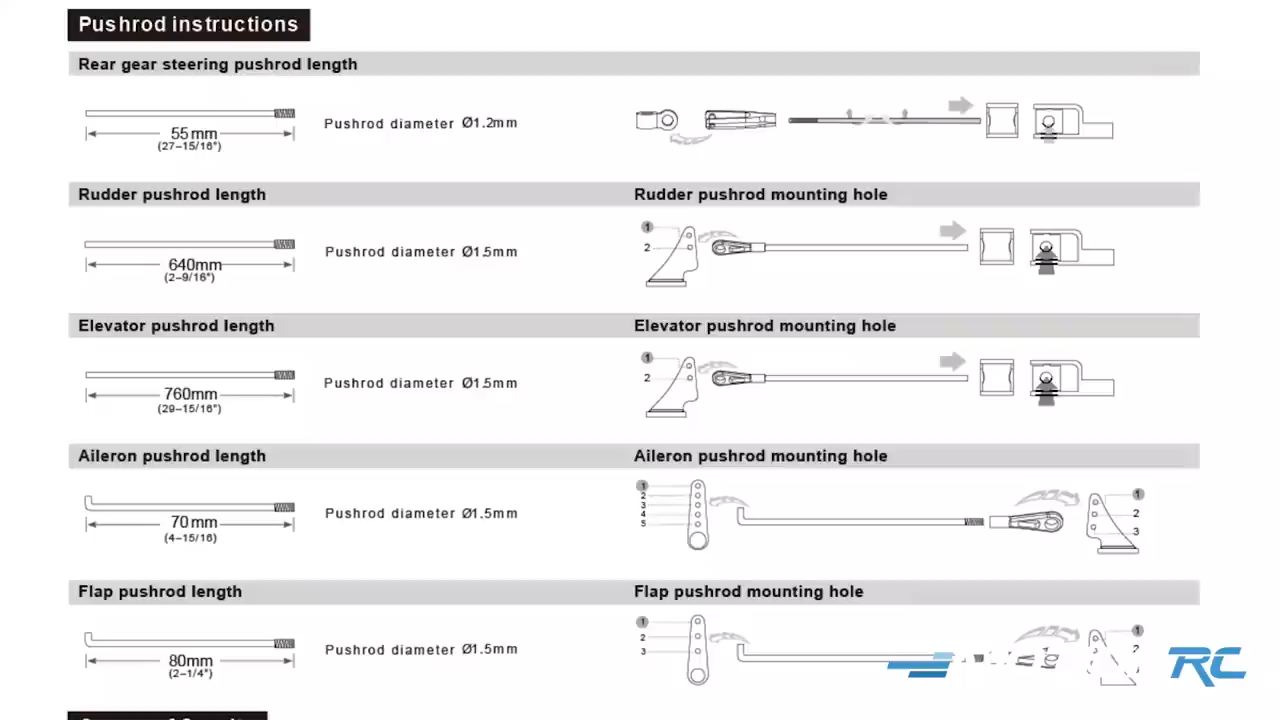 Pushrod instructions
Rear gear steering pushrod length
55mm
(27-15/16")
Pushrod diameter Ø1.2mm
Rudder pushrod length
Rudder pushrod mounting hole
640mm
(2-9/16")
Pushrod diameter Ø1.5mm
1
2
Elevator pushrod length
Elevator pushrod mounting hole
760mm
(29-15/16")
Pushrod diameter Ø1.5mm
1
2
Aileron pushrod length
Aileron pushrod mounting hole
70mm
(4-15/16)
Pushrod diameter Ø1.5mm
1
2
3
4
5
1
2
3
Flap pushrod length
Flap pushrod mounting hole
80mm
(2-1/4")
Pushrod diameter Ø1.5mm
1
2
3
1
2
RC